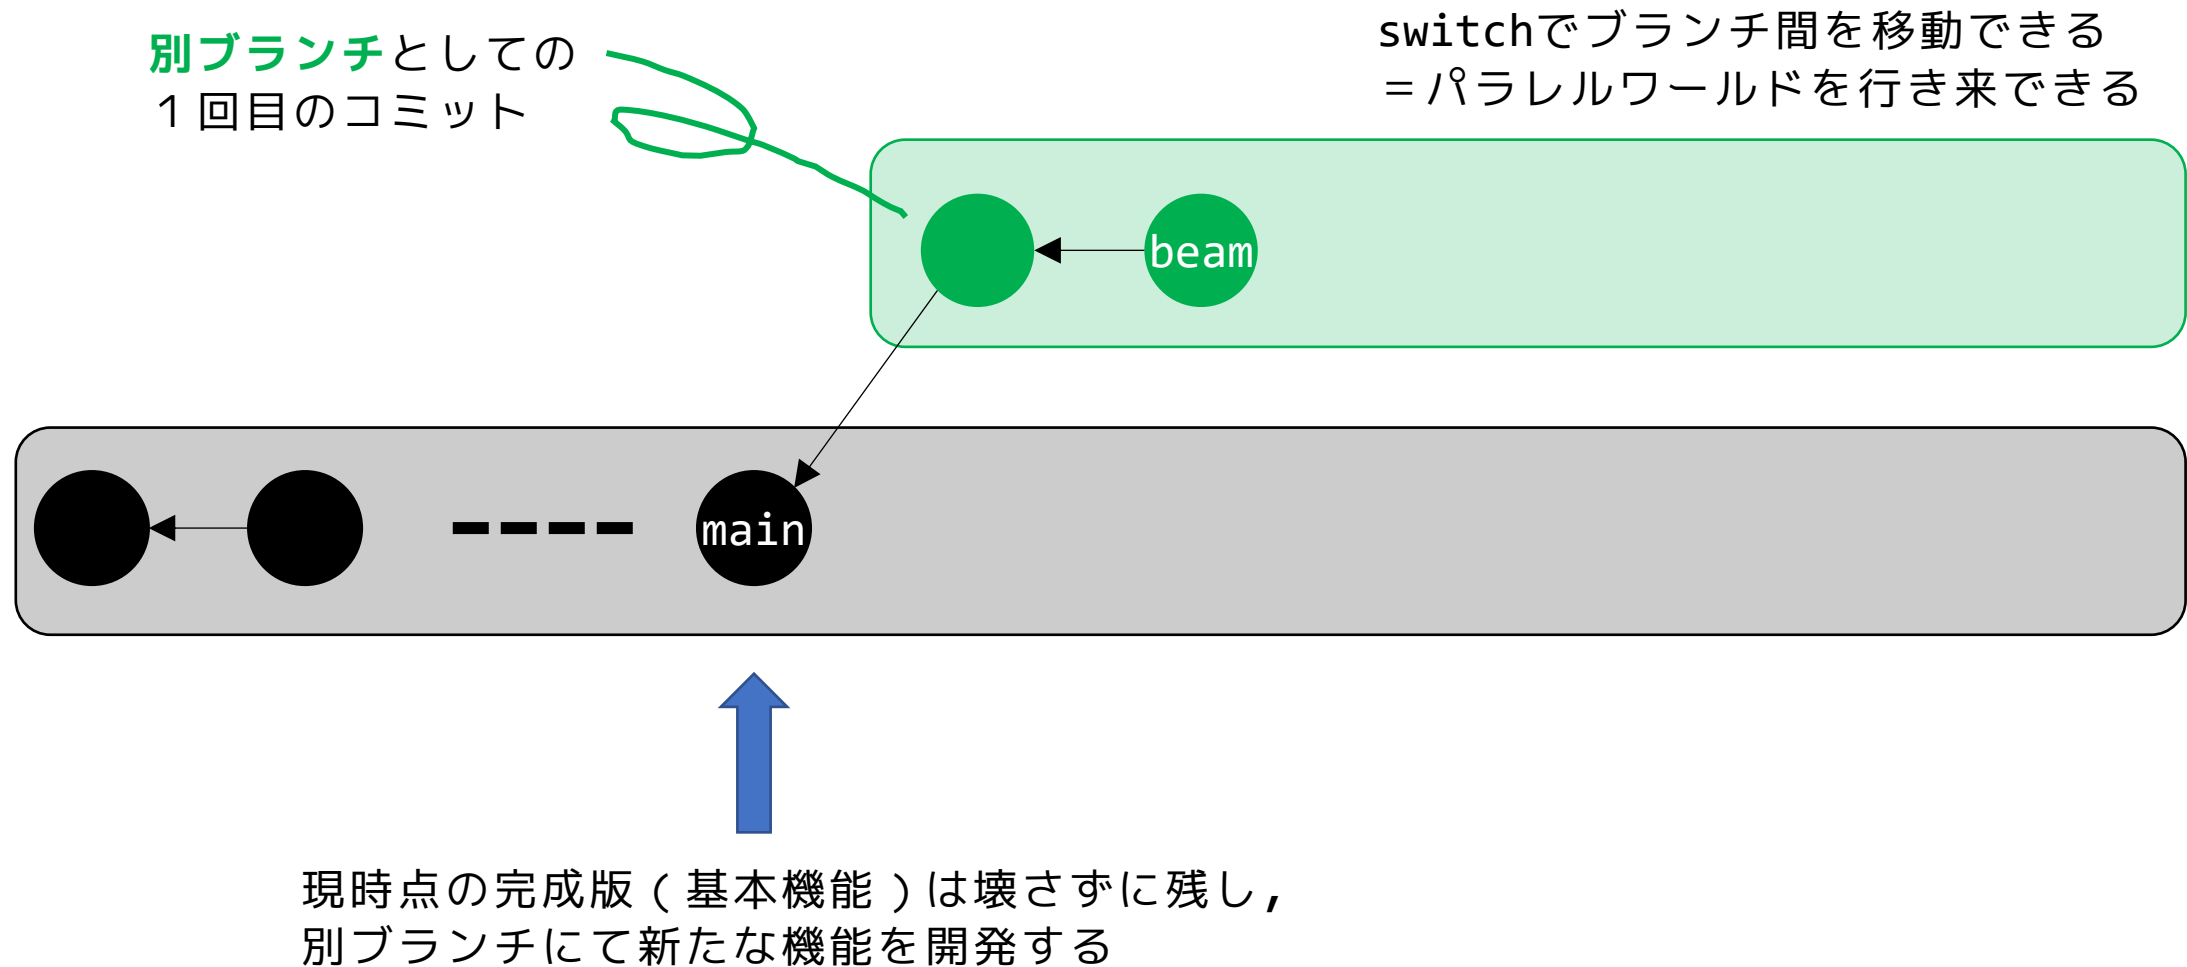 別ブランチとしての
１回目のコミット
switchでブランチ間を移動できる
＝パラレルワールドを行き来できる
beam
main
現時点の完成版（基本機能）は壊さずに残し，
別ブランチにて新たな機能を開発する